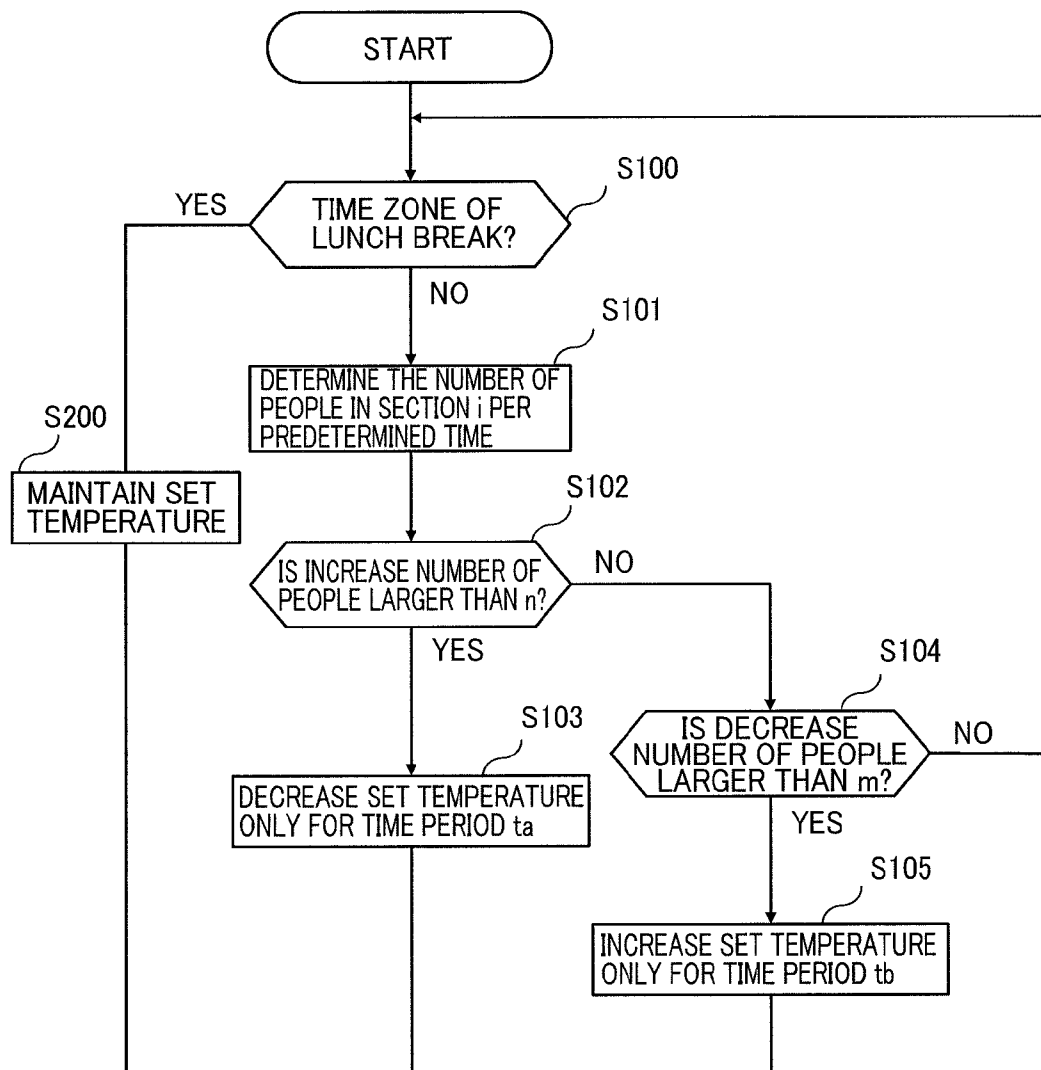 START
S100
YES
TIME ZONE OF
LUNCH BREAK?
NO
S101
DETERMINE THE NUMBER OF
PEOPLE IN SECTION i PER
PREDETERMINED TIME
S200
MAINTAIN SET
TEMPERATURE
S102
IS INCREASE NUMBER OF
PEOPLE LARGER THAN n?
NO
YES
S104
IS DECREASE
NUMBER OF PEOPLE
LARGER THAN m?
NO
S103
DECREASE SET TEMPERATURE
ONLY FOR TIME PERIOD ta
YES
S105
INCREASE SET TEMPERATURE
ONLY FOR TIME PERIOD tb